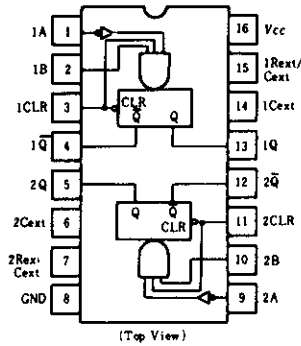 1A 1 16 Vcc
1B 2 15 1Rext/
Cext
1CLR 3 CLR 14 1Cext
Q̄ Q
1Q̄ 4 13 1Q
2Q 5 12 2Q̄
Q Q̄
2Cext 6 CLR 11 2CLR
2Rext 7 10 2B
Cext
GND 8 9 2A
(Top View)